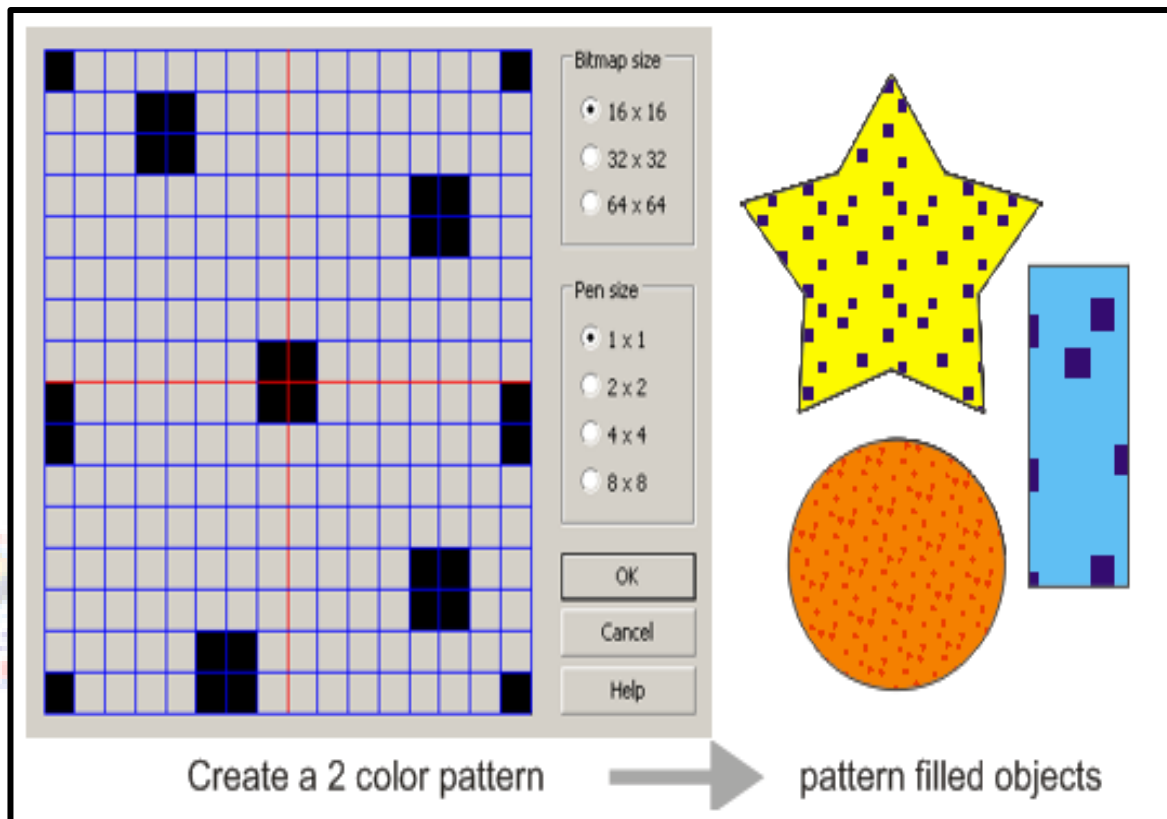 Bitmap size
16 x 16
32 x 32
64 x 64
Pen size
1 x 1
2 x 2
4 x 4
8 x 8
OK
Cancel
Help
Create a 2 color pattern
pattern filled objects